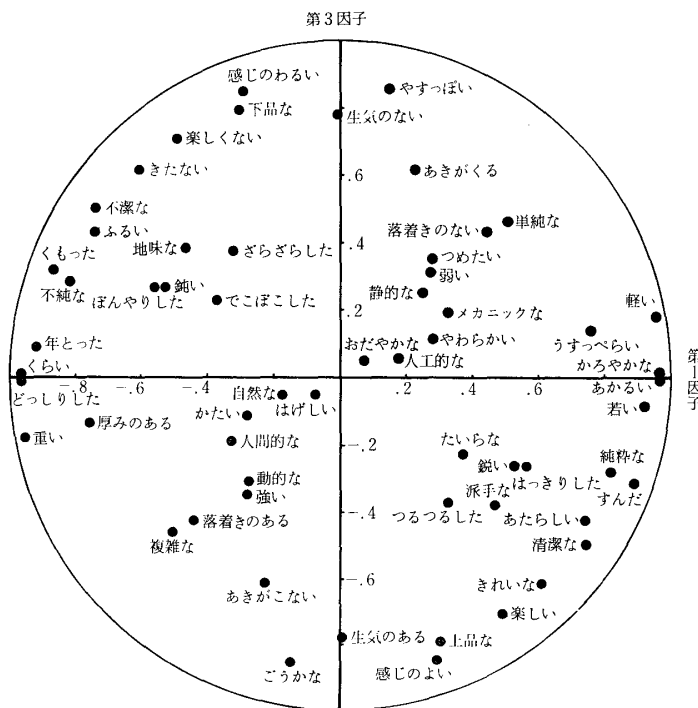 第3因子
感じのわるい
やすっぽい
下品な
生気のない
楽しくない
きたない
.6
あきがくる
不潔な
単純な
ふるい
落着きのない
地味な
.4
ざらざらした
くもった
つめたい
弱い
不純な
鈍い
静的な
ぼんやりした
でこぼこした
.2
メカニックな
軽い
うすっぺらい
年とった
おだやかな
やわらかい
人工的な
かろやかな
くらい
-.8
-.6
-.4
.2
.4
.6
あかるい
第1因子
どっしりした
自然な
はげしい
若い
かたい
厚みのある
重い
人間的な
-.2
たいらな
純粋な
鋭い
はっきりした
すんだ
動的な
強い
派手な
つるつるした
あたらしい
-.4
落着きのある
複雑な
清潔な
きれいな
-.6
あきがこない
楽しい
生気のある
上品な
ごうかな
感じのよい